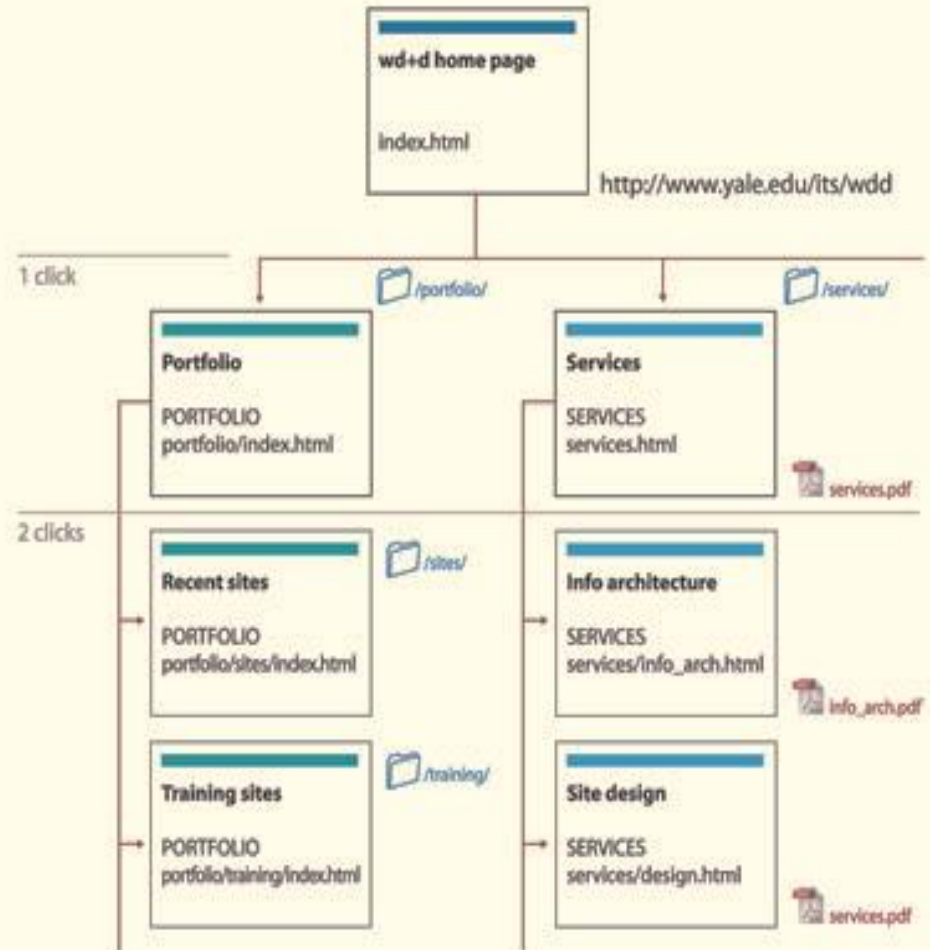 wd+d home page
index.html
http://www.yale.edu/its/wdd
1 click
/portfolio/
/services/
Portfolio
PORTFOLIO
portfolio/index.html
Services
SERVICES
services.html
services.pdf
2 clicks
/sites/
Recent sites
PORTFOLIO
portfolio/sites/index.html
Info architecture
SERVICES
services/info_arch.html
info_arch.pdf
/training/
Training sites
PORTFOLIO
portfolio/training/index.html
Site design
SERVICES
services/design.html
services.pdf